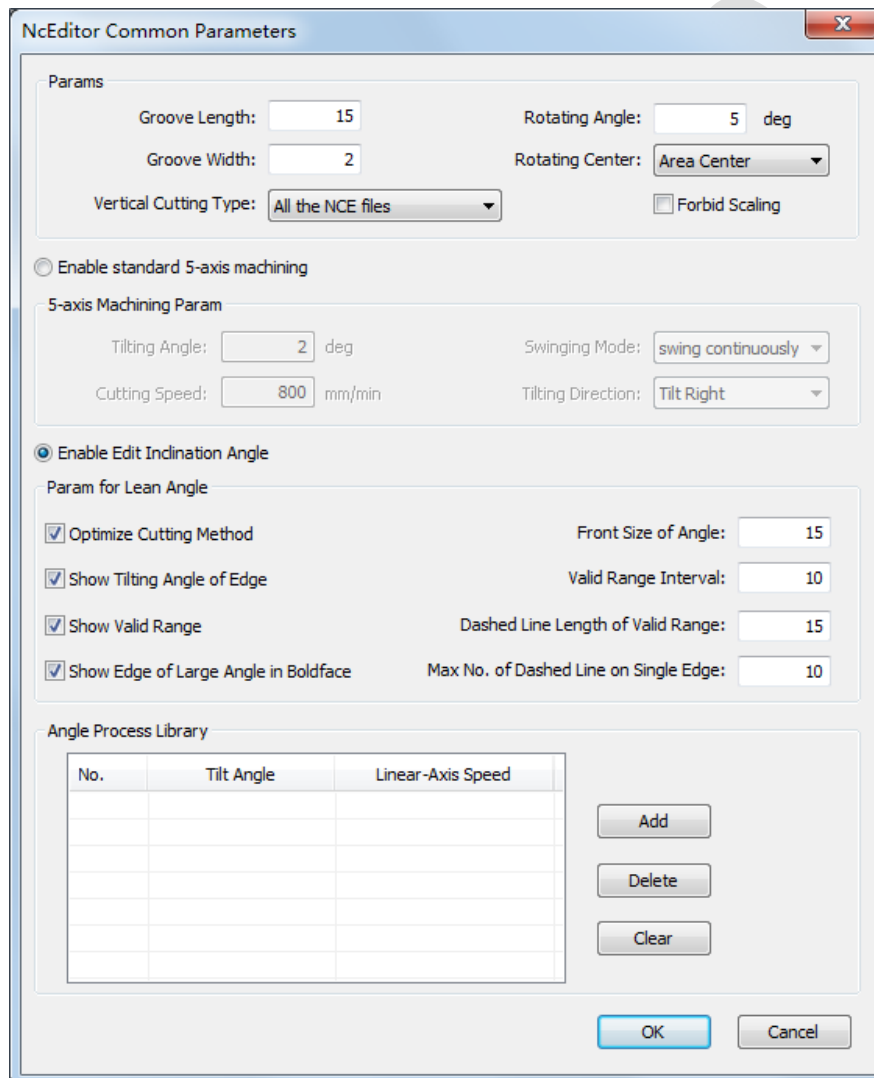 NcEditor Common Parameters
Params
Groove Length: 15 Rotating Angle: 5 deg
Groove Width: 2 Rotating Center: Area Center
Vertical Cutting Type: All the NCE files Forbid Scaling
Enable standard 5-axis machining
5-axis Machining Param
Tilting Angle: 2 deg Swinging Mode: swing continuously
Cutting Speed: 800 mm/min Tilting Direction: Tilt Right
Enable Edit Inclination Angle
Param for Lean Angle
Optimize Cutting Method Front Size of Angle: 15
Show Tilting Angle of Edge Valid Range Interval: 10
Show Valid Range Dashed Line Length of Valid Range: 15
Show Edge of Large Angle in Boldface Max No. of Dashed Line on Single Edge: 10
Angle Process Library
No. Tilt Angle Linear-Axis Speed
Add
Delete
Clear
OK Cancel